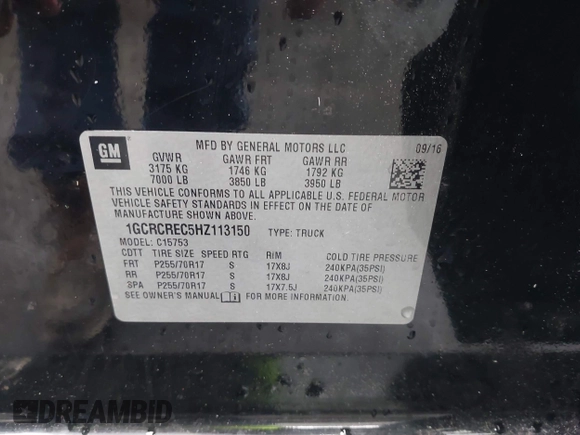 GM
MFD BY GENERAL MOTORS LLC 09/16
GVWR GAWR FRT GAWR RR
3175 KG 1746 KG 1792 KG
7000 LB 3850 LB 3950 LB
THIS VEHICLE CONFORMS TO ALL APPLICABLE U.S. FEDERAL MOTOR
VEHICLE SAFETY STANDARDS IN EFFECT ON THE DATE OF
MANUFACTURE SHOWN ABOVE.
1GCRCREC5HZ113150 TYPE: TRUCK
MODEL: C15753
CDTT TIRE SIZE SPEED RTG RIM COLD TIRE PRESSURE
FRT P255/70R17 S 17X8J 240KPA(35PSI)
RR P255/70R17 S 17X8J 240KPA(35PSI)
SPA P255/70R17 S 17X7.5J 240KPA(35PSI)
SEE OWNER'S MANUAL FOR MORE INFORMATION.
DREAMBID